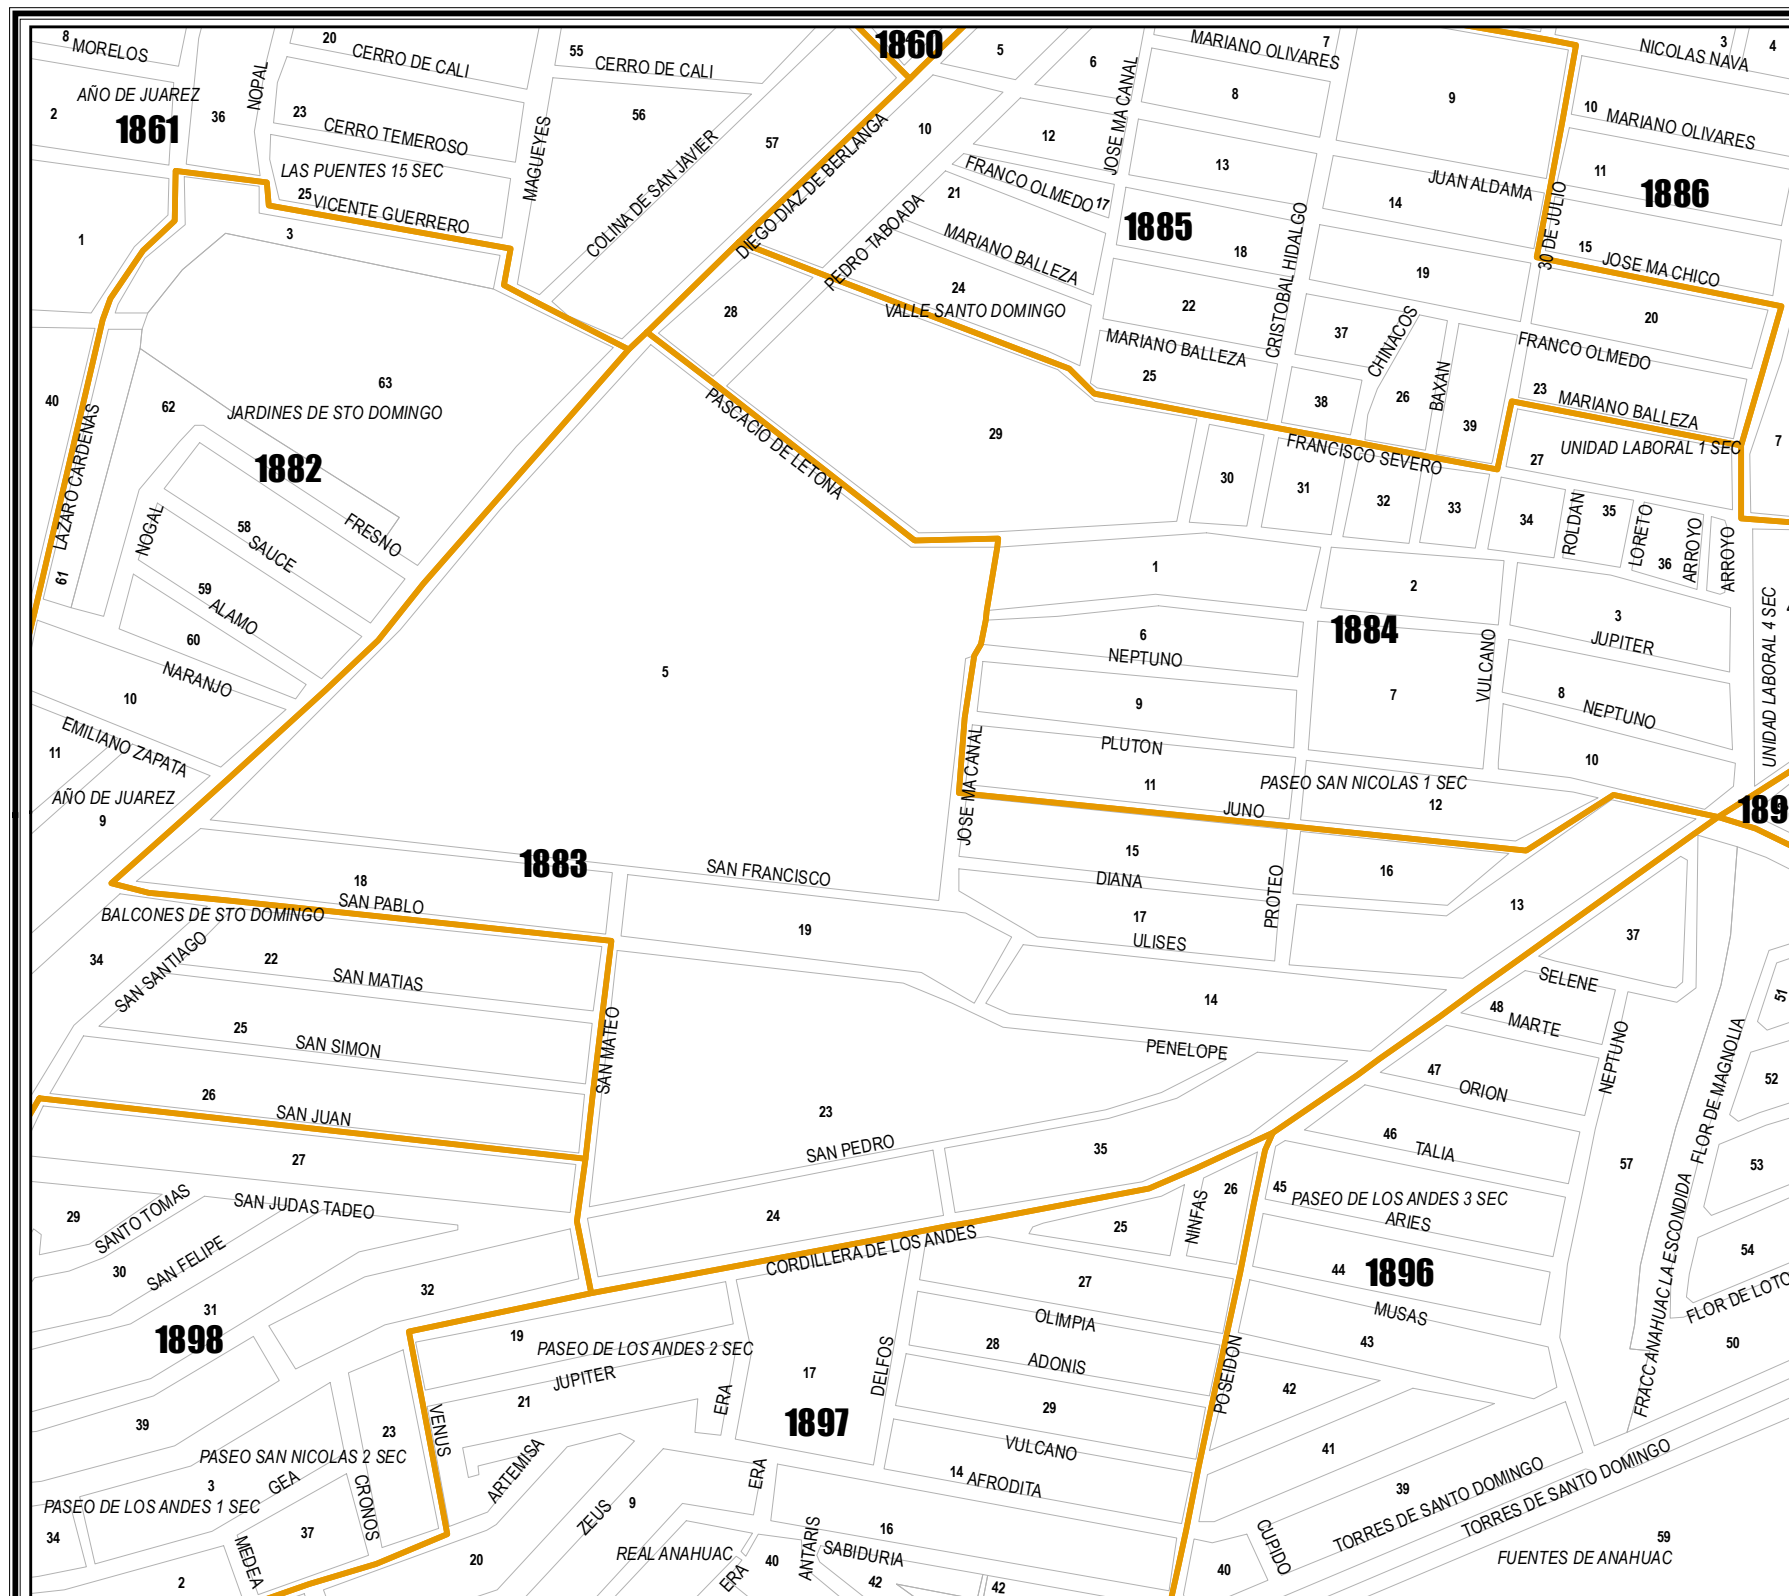 8
MORELOS
20
CERRO DE CALI
55
CERRO DE CALI
1860
5
6
7
MARIANO OLIVARES
3
4
NICOLAS NAVA
2
AÑO DE JUAREZ
1861
36
NOPAL
23
CERRO TEMEROSO
MAGUEYES
56
COLINA DE SAN JAVIER
57
DIEGO DIAZ DE BERLANGA
10
12
JOSE MA CANAL
8
9
10
MARIANO OLIVARES
13
11
1886
JUAN ALDAMA
14
LAS PUENTES 15 SEC
25
VICENTE GUERRERO
1
3
FRANCO OLMEDO
17
21
PEDRO TABOADA
MARIANO BALLEZA
1885
18
CRISTOBAL HIDALGO
30 DE JULIO
15
JOSE MA CHICO
19
24
VALLE SANTO DOMINGO
22
28
20
37
CHINACOS
FRANCO OLMEDO
MARIANO BALLEZA
25
38
26
BAXAN
39
23
MARIANO BALLEZA
40
LAZARO CARDENAS
62
63
JARDINES DE STO DOMINGO
PASCACIO DE LETONA
29
FRANCISCO SEVERO
UNIDAD LABORAL 1 SEC
7
27
1882
30
31
32
33
34
ROLDAN
35
LORETO
36
ARROYO
ARROYO
NOGAL
58
SAUCE
FRESNO
61
59
ALAMO
60
NARANJO
1
2
3
JUPITER
1884
6
NEPTUNO
VULCANO
UNIDAD LABORAL 4 SEC
5
7
8
NEPTUNO
9
10
EMILIANO ZAPATA
11
PLUTON
JOSE MA CANAL
10
11
PASEO SAN NICOLAS 1 SEC
12
JUNO
AÑO DE JUAREZ
9
189
1883
SAN FRANCISCO
18
SAN PABLO
15
DIANA
16
PROTEO
13
BALCONES DE STO DOMINGO
19
17
ULISES
37
34
SAN SANTIAGO
22
SAN MATIAS
SELENE
14
48
MARTE
51
25
SAN SIMON
SAN MATEO
PENELOPE
NEPTUNO
FLOR DE MAGNOLIA
47
ORION
52
26
SAN JUAN
23
SAN PEDRO
35
46
TALIA
57
53
27
29
SANTO TOMAS
SAN JUDAS TADEO
24
NINFAS
26
45
PASEO DE LOS ANDES 3 SEC
ARIES
25
FRACC ANAHUAC LA ESCONDIDA
54
30
SAN FELIPE
CORDILLERA DE LOS ANDES
44
1896
27
FLOR DE LOTO
31
32
1898
MUSAS
OLIMPIA
43
50
19
PASEO DE LOS ANDES 2 SEC
28
ADONIS
JUPITER
17
DELFOS
POSEIDON
42
21
ERA
1897
29
39
23
VENUS
VULCANO
41
PASEO SAN NICOLAS 2 SEC
3
GEA
CRONOS
ARTEMISA
ERA
14
AFRODITA
39
TORRES DE SANTO DOMINGO
TORRES DE SANTO DOMINGO
PASEO DE LOS ANDES 1 SEC
34
37
MEDEA
ZEUS
9
16
CUPIDO
59
FUENTES DE ANAHUAC
REAL ANAHUAC
ANTARIS
SABIDURIA
20
2
ERA
40
42
42
40